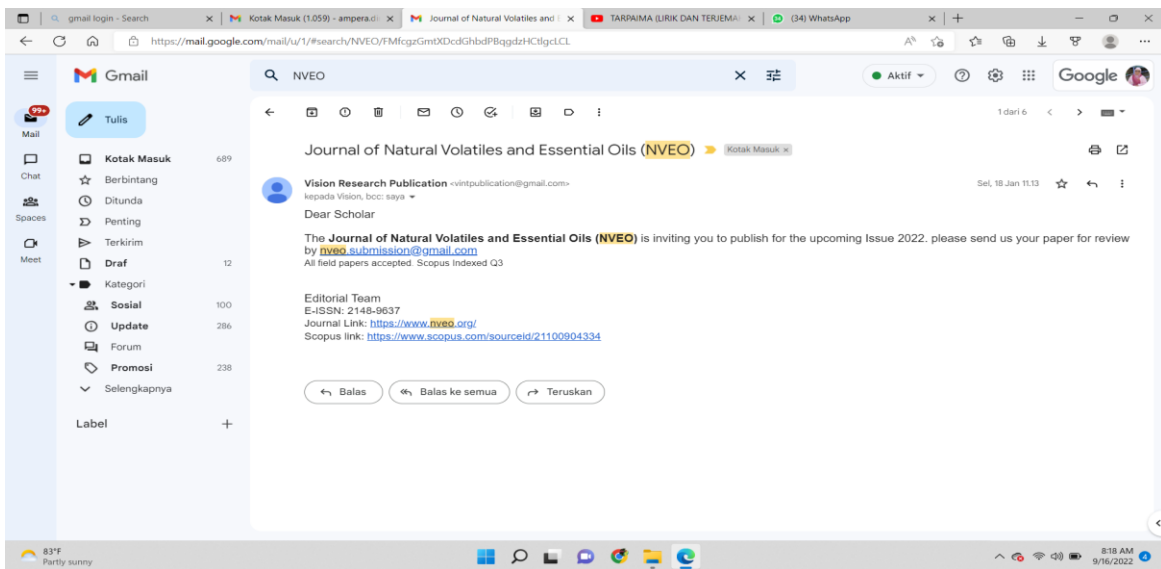 gmail login - Search
Kotak Masuk (1.059) - ampera.d
Journal of Natural Volatiles and
TARPAIMA (LIRIK DAN TERJEMA
(34) WhatsApp
https://mail.google.com/mail/u/1/#search/NVEO/FMfcgzGmtXDcdGhbdPBqgdzHCtlgcLCL
Gmail
NVEO
Aktif
Google
99+
Mail
Chat
Spaces
Meet
Tulis
Kotak Masuk 689
Berbintang
Ditunda
Penting
Terkirim
Draf 12
Kategori
Sosial 100
Update 286
Forum
Promosi 238
Selengkapnya
Label
1 dari 6
Journal of Natural Volatiles and Essential Oils (NVEO) Kotak Masuk x
Vision Research Publication <vintpublication@gmail.com> Sel, 18 Jan 11.13
kepada Vision, bcc: saya
Dear Scholar
The Journal of Natural Volatiles and Essential Oils (NVEO) is inviting you to publish for the upcoming Issue 2022. please send us your paper for review
by nveo.submission@gmail.com
All field papers accepted. Scopus Indexed Q3
Editorial Team
E-ISSN: 2148-9637
Journal Link: https://www.nveo.org/
Scopus link: https://www.scopus.com/sourceid/21100904334
Balas
Balas ke semua
Teruskan
83°F
Partly sunny
8:18 AM
9/16/2022
4